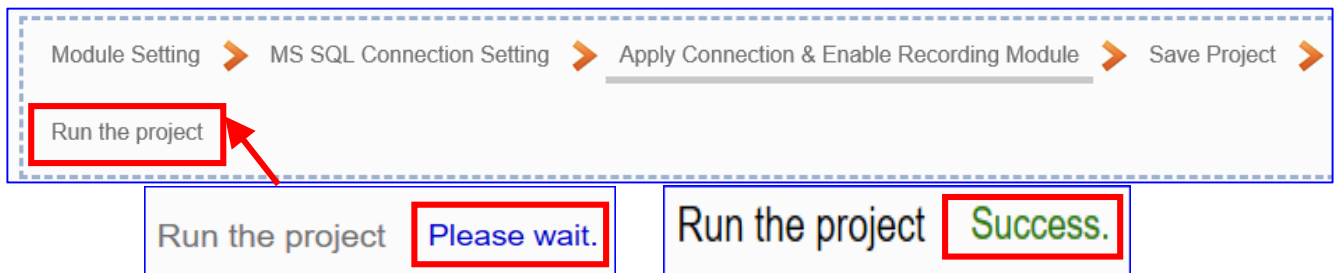 Module Setting MS SQL Connection Setting Apply Connection & Enable Recording Module Save Project
Run the project
Run the project Please wait.
Run the project Success.